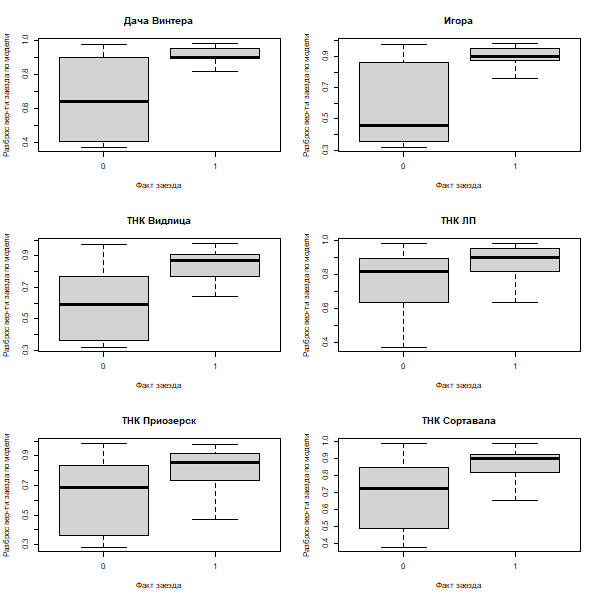 Дача Винтера
Разброс вер-ти заезда по модели
0.4 0.6 0.8 1.0
0 1
Факт заезда
Игора
Разброс вер-ти заезда по модели
0.3 0.5 0.7 0.9
0 1
Факт заезда
ТНК Видлица
Разброс вер-ти заезда по модели
0.3 0.5 0.7 0.9
0 1
Факт заезда
ТНК ЛП
Разброс вер-ти заезда по модели
0.4 0.6 0.8 1.0
0 1
Факт заезда
ТНК Приозерск
Разброс вер-ти заезда по модели
0.3 0.5 0.7 0.9
0 1
Факт заезда
ТНК Сортавала
Разброс вер-ти заезда по модели
0.4 0.5 0.6 0.7 0.8 0.9 1.0
0 1
Факт заезда